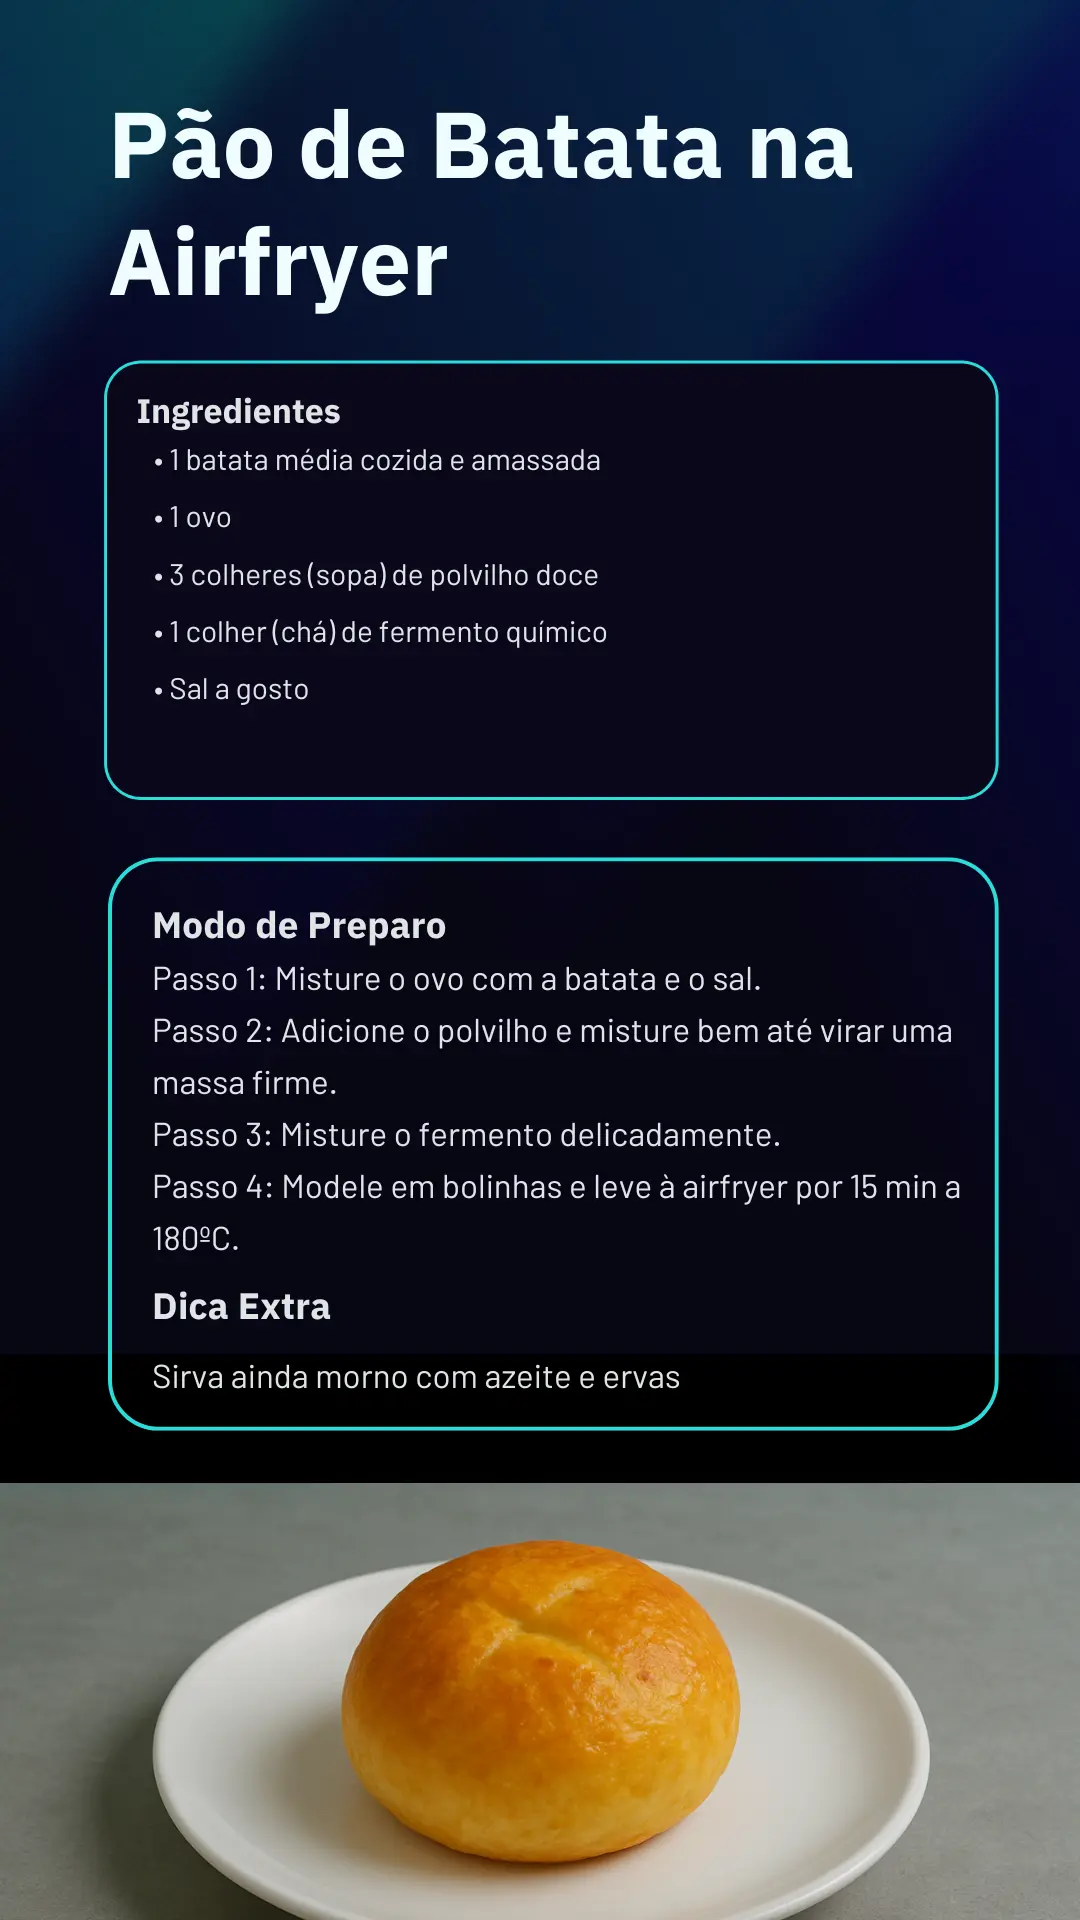 Pão de Batata na
Airfryer
Ingredientes
• 1 batata média cozida e amassada
• 1 ovo
• 3 colheres (sopa) de polvilho doce
• 1 colher (chá) de fermento químico
• Sal a gosto
Modo de Preparo
Passo 1: Misture o ovo com a batata e o sal.
Passo 2: Adicione o polvilho e misture bem até virar uma
massa firme.
Passo 3: Misture o fermento delicadamente.
Passo 4: Modele em bolinhas e leve à airfryer por 15 min a
180ºC.
Dica Extra
Sirva ainda morno com azeite e ervas